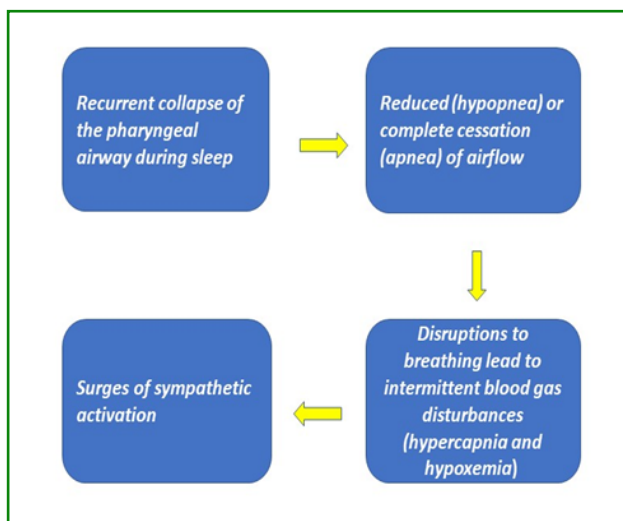 Recurrent collapse of
the pharyngeal
airway during sleep
Reduced (hypopnea) or
complete cessation
(apnea) of airflow
Disruptions to
breathing lead to
intermittent blood gas
disturbances
(hypercapnia and
hypoxemia)
Surges of sympathetic
activation